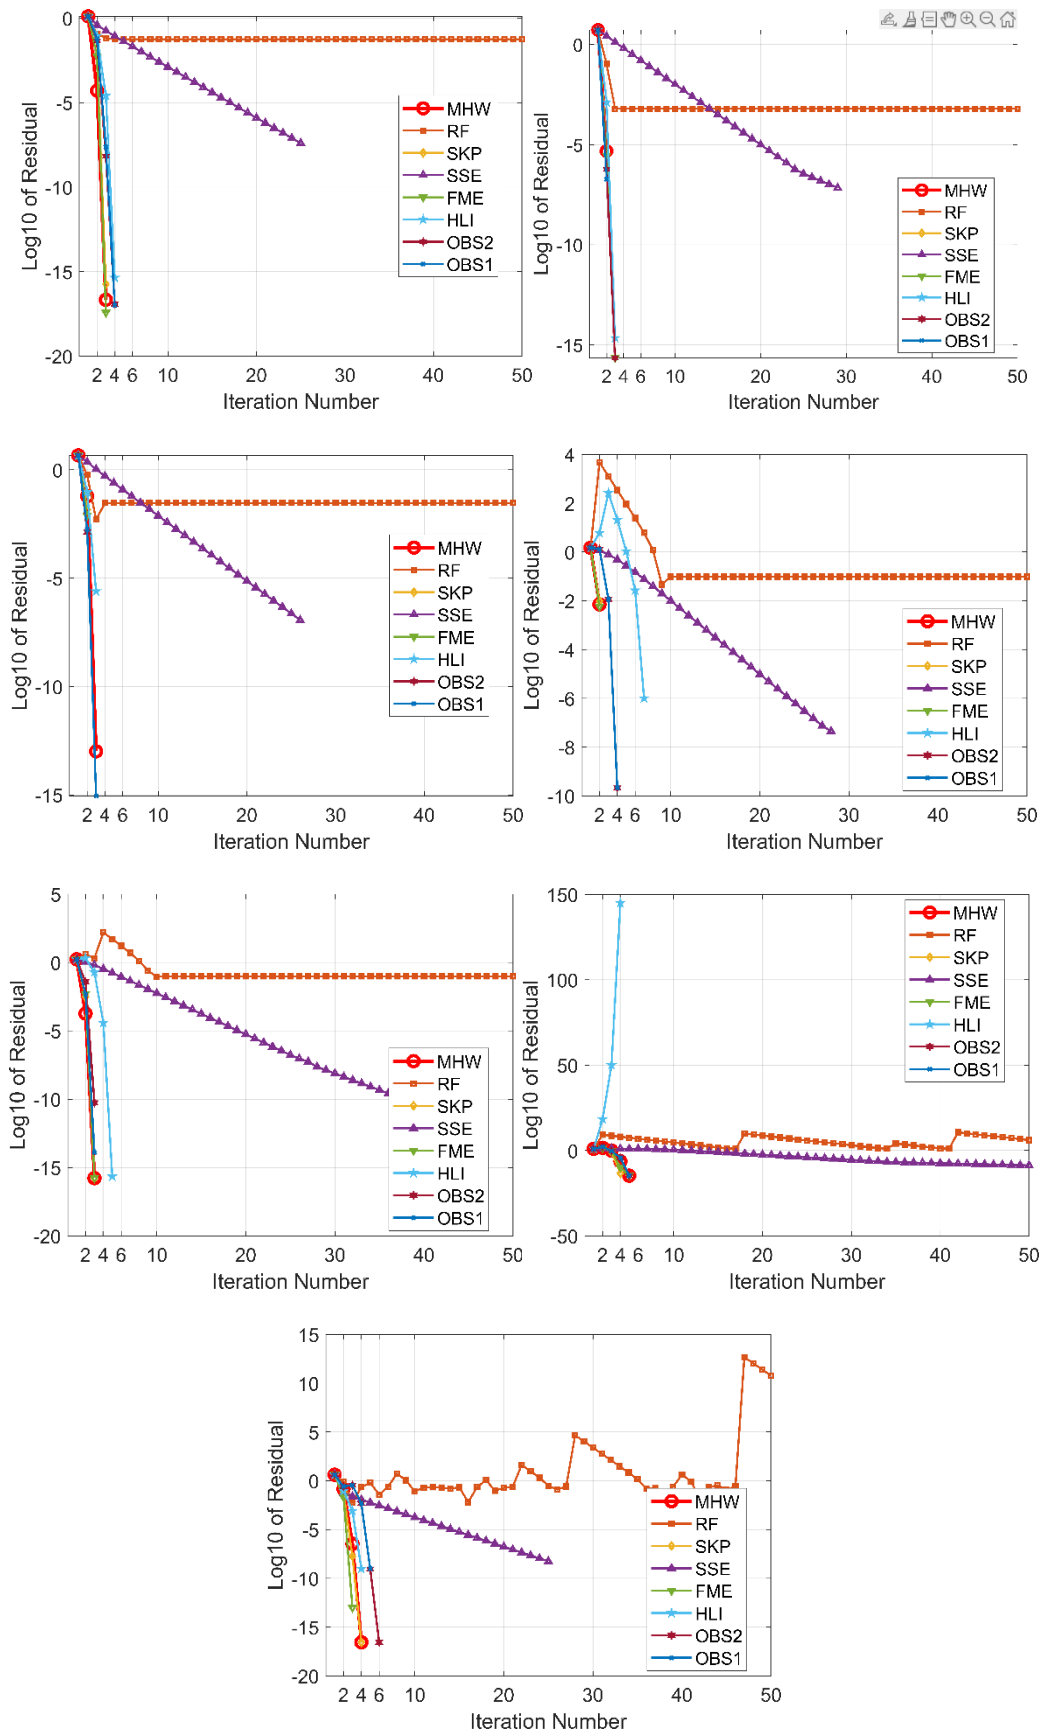 0
-5
-10
-15
-20
2 4 6 10 20 30 40 50
Log10 of Residual
Iteration Number
MHW
RF
SKP
SSE
FME
HLI
OBS2
OBS1
0
-5
-10
-15
2 4 6 10 20 30 40 50
Log10 of Residual
Iteration Number
MHW
RF
SKP
SSE
FME
HLI
OBS2
OBS1
0
-5
-10
-15
2 4 6 10 20 30 40 50
Log10 of Residual
Iteration Number
MHW
RF
SKP
SSE
FME
HLI
OBS2
OBS1
4
2
0
-2
-4
-6
-8
-10
2 4 6 10 20 30 40 50
Log10 of Residual
Iteration Number
MHW
RF
SKP
SSE
FME
HLI
OBS2
OBS1
5
0
-5
-10
-15
-20
2 4 6 10 20 30 40 50
Log10 of Residual
Iteration Number
MHW
RF
SKP
SSE
FME
HLI
OBS2
OBS1
150
100
50
0
-50
2 4 10 20 30 40 50
Log10 of Residual
Iteration Number
MHW
RF
SKP
SSE
FME
HLI
OBS2
OBS1
15
10
5
0
-5
-10
-15
-20
2 4 6 10 20 30 40 50
Log10 of Residual
Iteration Number
MHW
RF
SKP
SSE
FME
HLI
OBS2
OBS1